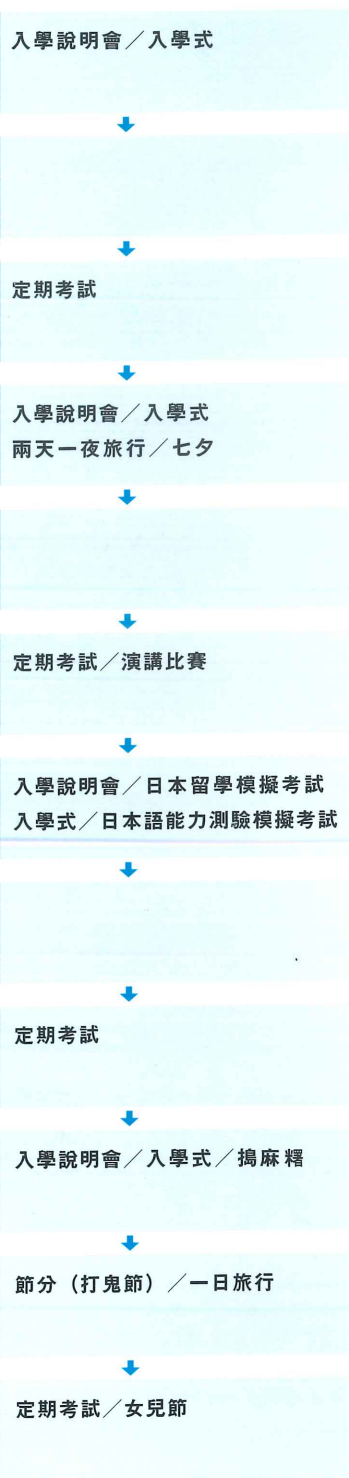 入學說明會／入學式
定期考試
入學說明會／入學式
兩天一夜旅行／七夕
定期考試／演講比賽
入學說明會／日本留學模擬考試
入學式／日本語能力測驗模擬考試
定期考試
入學說明會／入學式／搗麻糬
節分（打鬼節）／一日旅行
定期考試／女兒節